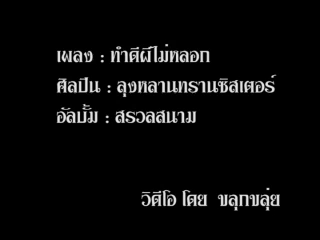 เพลง : ทำดีผีไม่หลอก
ศิลปิน : ลุงหลานทรานซิสเตอร์
อัลบั้ม : สรวลสนาม
วิดีโอ โดย ขลุกขลุ่ย